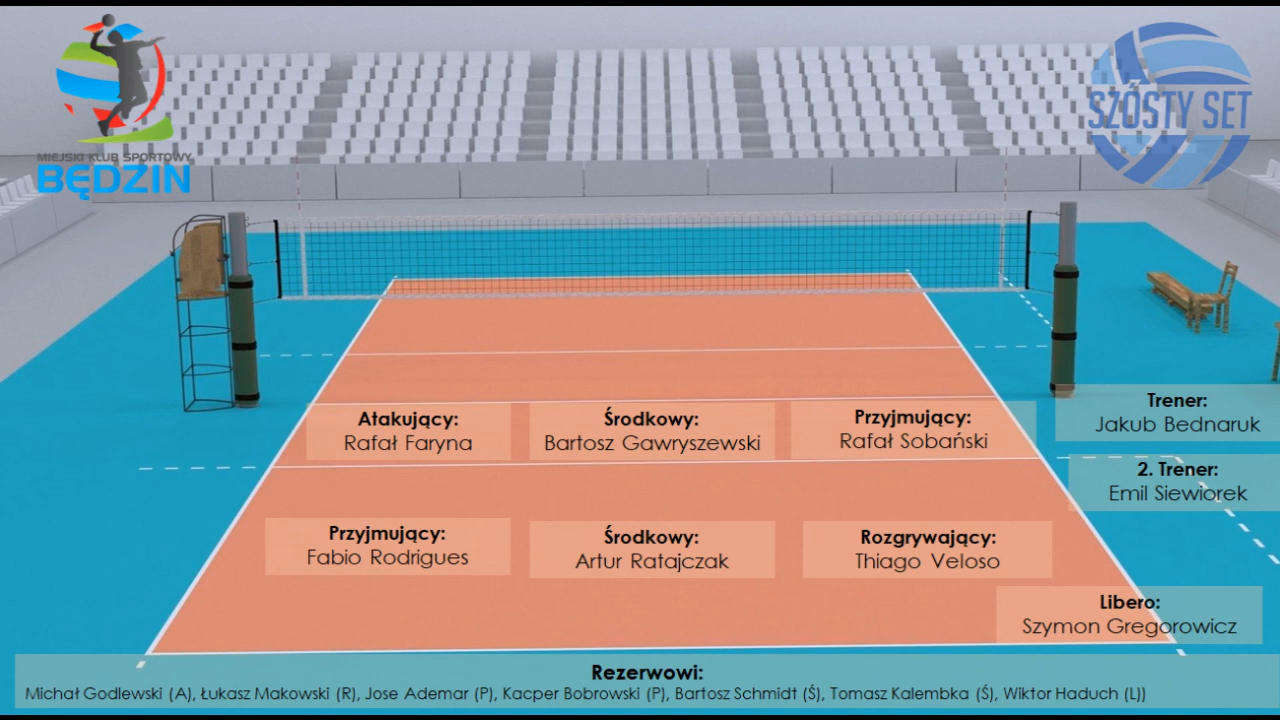 MIEJSKI KLUB SPORTOWY
BĘDZIN
SZÓSTY SET
Atakujący:
Rafał Faryna
Środkowy:
Bartosz Gawryszewski
Przyjmujący:
Rafał Sobański
Trener:
Jakub Bednaruk
2. Trener:
Emil Siewiorek
Przyjmujący:
Fabio Rodrigues
Środkowy:
Artur Ratajczak
Rozgrywający:
Thiago Veloso
Libero:
Szymon Gregorowicz
Rezerwowi:
Michał Godlewski (A), Łukasz Makowski (R), Jose Ademar (P), Kacper Bobrowski (P), Bartosz Schmidt (Ś), Tomasz Kalembka (Ś), Wiktor Haduch (L))